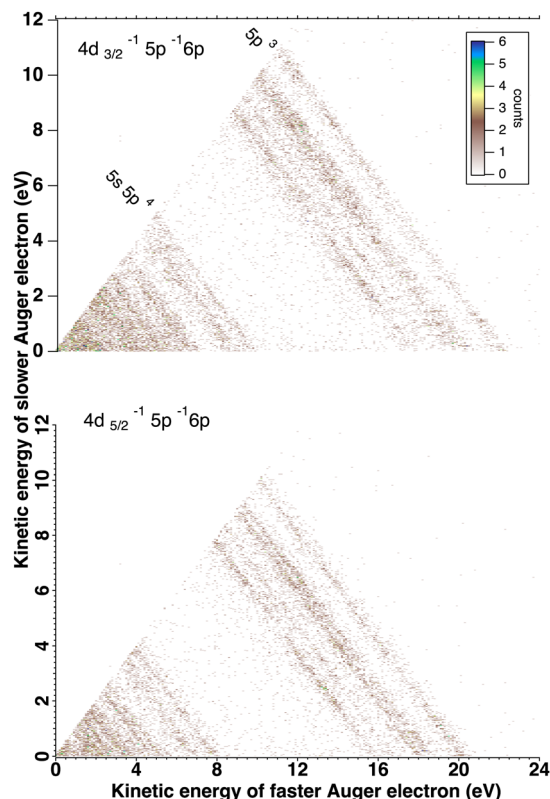 12
10
8
6
4
2
0
4d 3/2 -1 5p -1 6p
5p 3
5s 5p 4
6
5
4
3
2
1
0
counts
Kinetic energy of slower Auger electron (eV)
4d 5/2 -1 5p -1 6p
12
10
8
6
4
2
0
0 4 8 12 16 20 24
Kinetic energy of faster Auger electron (eV)